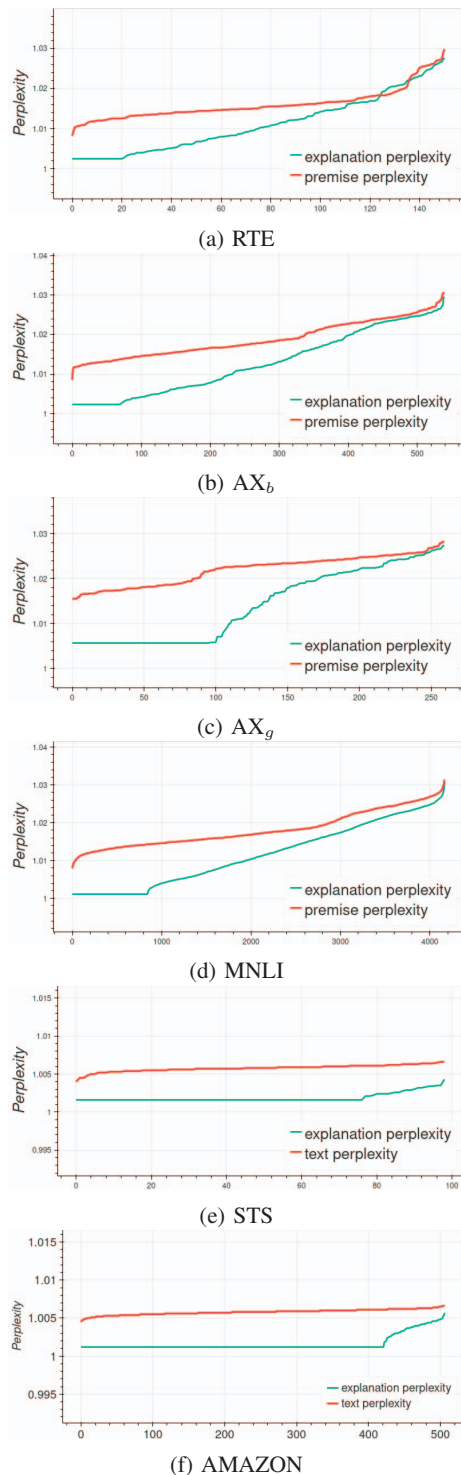 1.03
1.02
1.01
1
Perplexity
explanation perplexity
premise perplexity
0 20 40 60 80 100 120 140
(a) RTE
1.04
1.03
1.02
1.01
1
Perplexity
explanation perplexity
premise perplexity
0 100 200 300 400 500
(b) AXb
1.03
1.02
1.01
1
Perplexity
explanation perplexity
premise perplexity
0 50 100 150 200 250
(c) AXg
1.04
1.03
1.02
1.01
1
Perplexity
explanation perplexity
premise perplexity
0 1000 2000 3000 4000
(d) MNLI
1.015
1.01
1.005
1
0.995
Perplexity
explanation perplexity
text perplexity
0 20 40 60 80 100
(e) STS
1.015
1.01
1.005
1
0.995
Perplexity
explanation perplexity
text perplexity
0 100 200 300 400 500
(f) AMAZON